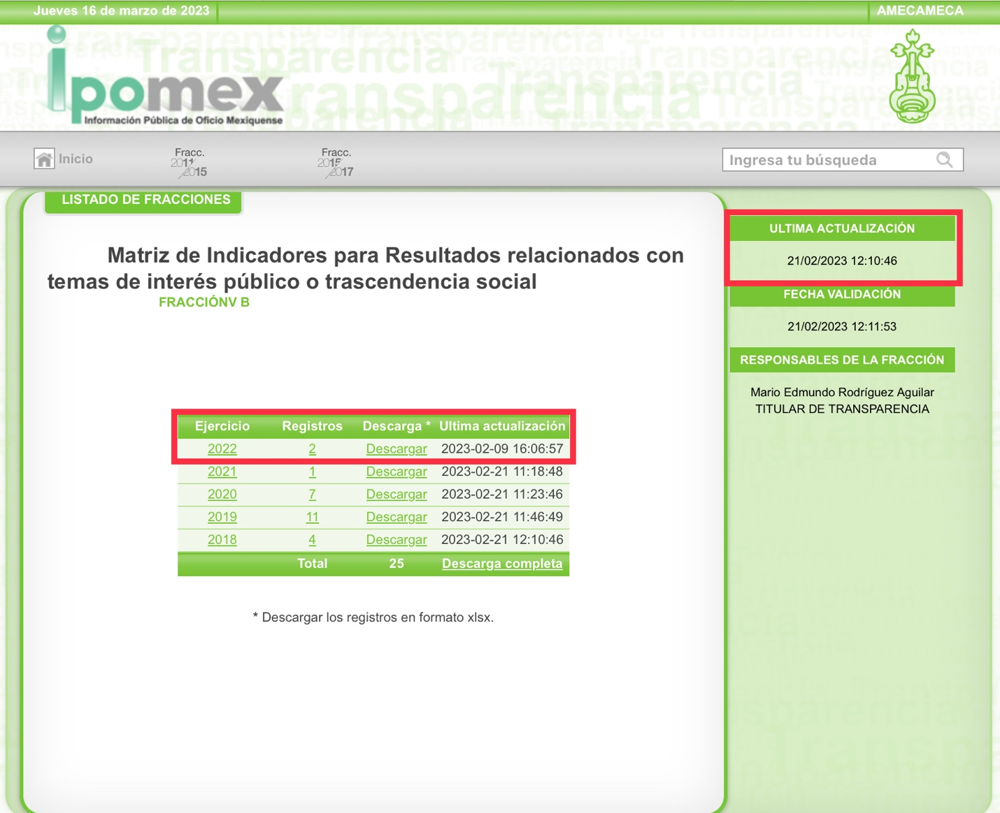 Jueves 16 de marzo de 2023
AMECAMECA
ipomex
Información Pública de Oficio Mexiquense
Transparencia
Inicio
Fracc.
2011
2015
Fracc.
2015
2017
Ingresa tu búsqueda
LISTADO DE FRACCIONES
Matriz de Indicadores para Resultados relacionados con
temas de interés público o trascendencia social
FRACCIÓNV B
Ejercicio Registros Descarga * Ultima actualización
2022 2 Descargar 2023-02-09 16:06:57
2021 1 Descargar 2023-02-21 11:18:48
2020 7 Descargar 2023-02-21 11:23:46
2019 11 Descargar 2023-02-21 11:46:49
2018 4 Descargar 2023-02-21 12:10:46
Total 25 Descarga completa
* Descargar los registros en formato xlsx.
ULTIMA ACTUALIZACIÓN
21/02/2023 12:10:46
FECHA VALIDACIÓN
21/02/2023 12:11:53
RESPONSABLES DE LA FRACCIÓN
Mario Edmundo Rodríguez Aguilar
TITULAR DE TRANSPARENCIA